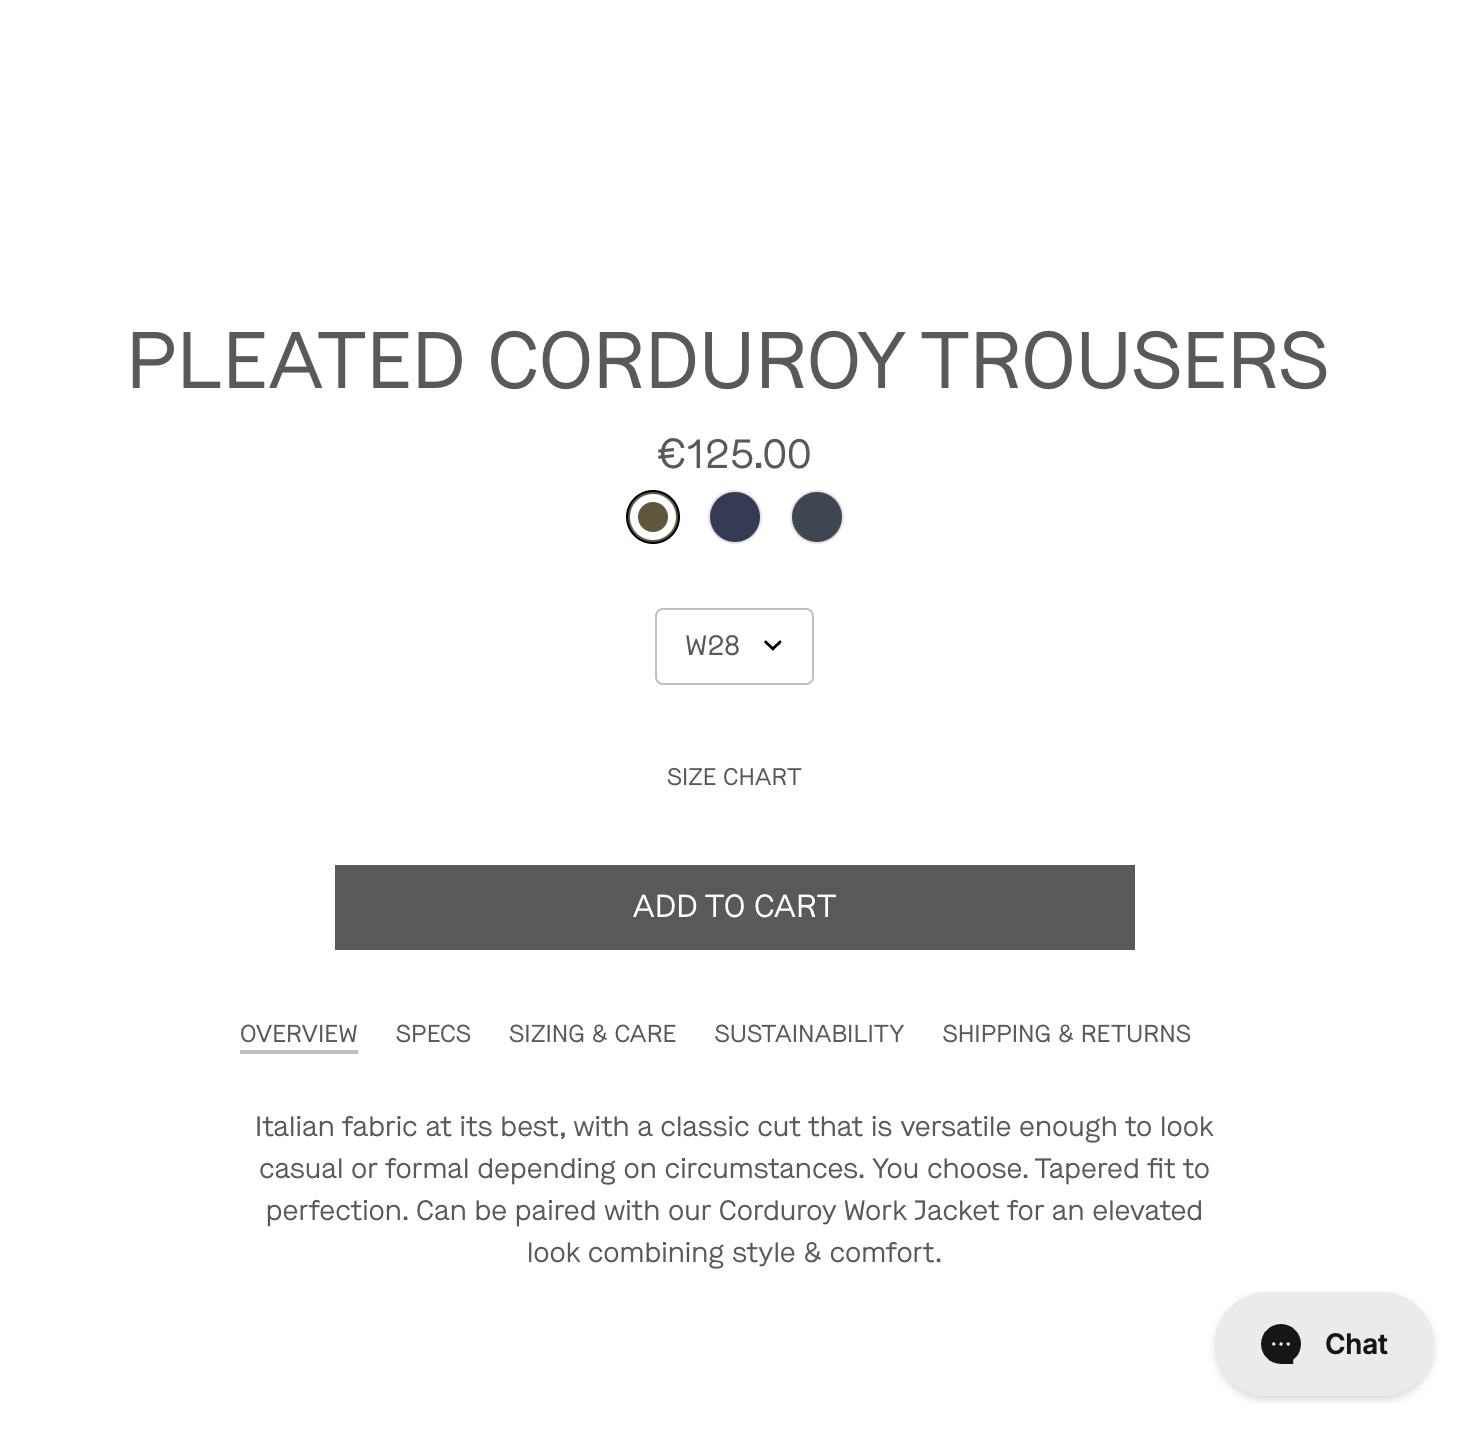 PLEATED CORDUROY TROUSERS
€125.00
W28
SIZE CHART
ADD TO CART
OVERVIEW SPECS SIZING & CARE SUSTAINABILITY SHIPPING & RETURNS
Italian fabric at its best, with a classic cut that is versatile enough to look
casual or formal depending on circumstances. You choose. Tapered fit to
perfection. Can be paired with our Corduroy Work Jacket for an elevated
look combining style & comfort.
Chat